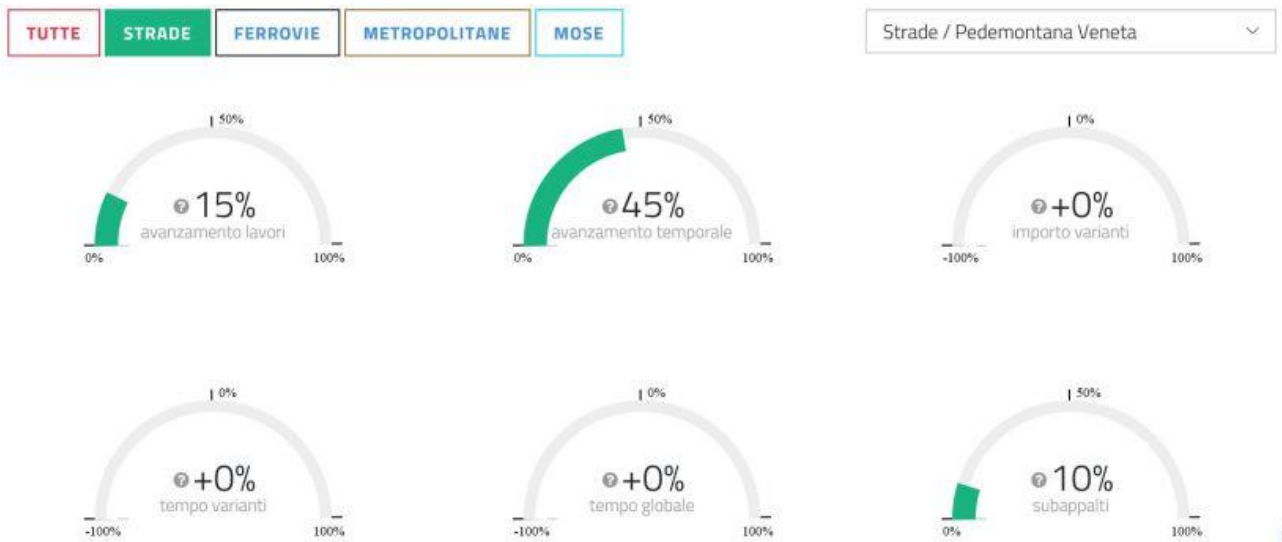 TUTTE STRADE FERROVIE METROPOLITANE MOSE Strade / Pedemontana Veneta
50% 50% 0%
15% 45% +0%
avanzamento lavori avanzamento temporale importo varianti
0% 100% 0% 100% -100% 100%
0% 0% 50%
+0% +0% 10%
tempo varianti tempo globale subappalti
-100% 100% -100% 100% 0% 100%